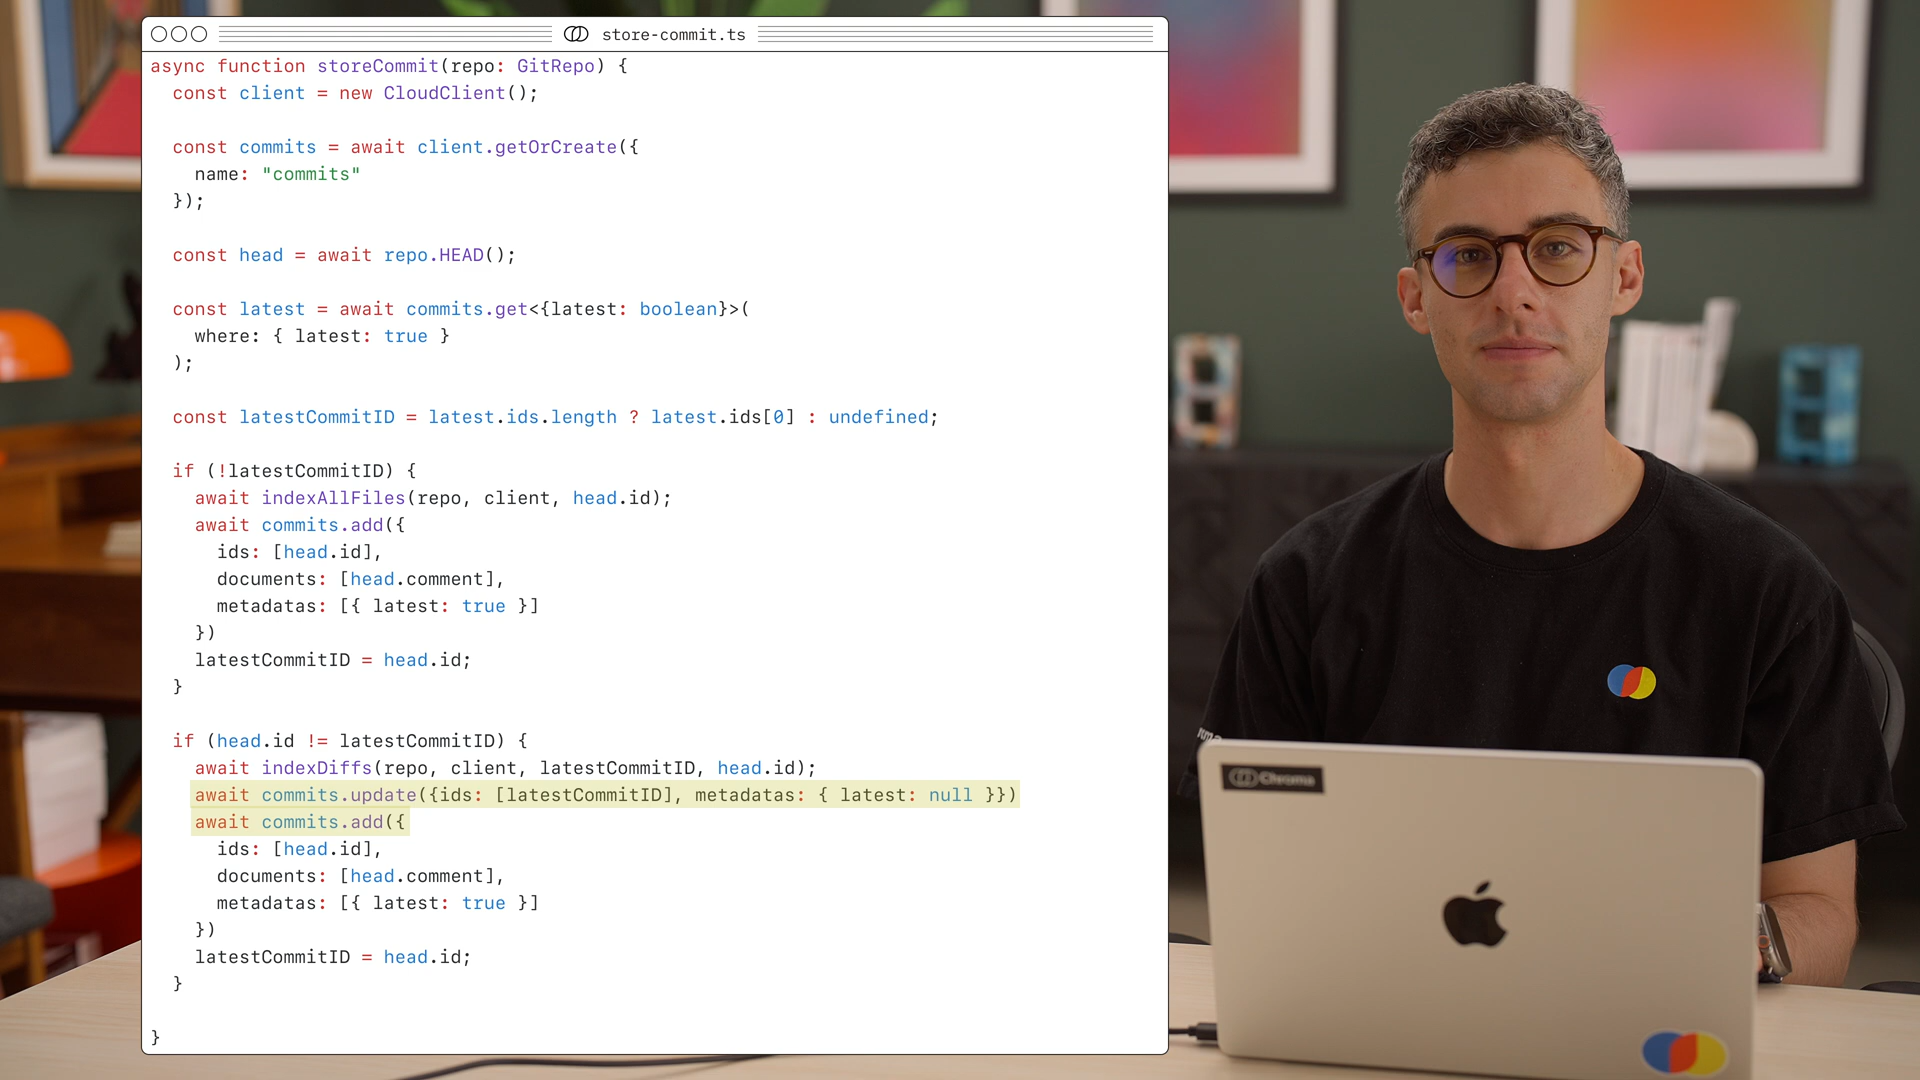 store-commit.ts
async function storeCommit(repo: GitRepo) {
  const client = new CloudClient();

  const commits = await client.getOrCreate({
    name: "commits"
  });

  const head = await repo.HEAD();

  const latest = await commits.get<{latest: boolean}>(
    where: { latest: true }
  );

  const latestCommitID = latest.ids.length ? latest.ids[0] : undefined;

  if (!latestCommitID) {
    await indexAllFiles(repo, client, head.id);
    await commits.add({
      ids: [head.id],
      documents: [head.comment],
      metadatas: [{ latest: true }]
    })
    latestCommitID = head.id;
  }

  if (head.id != latestCommitID) {
    await indexDiffs(repo, client, latestCommitID, head.id);
    await commits.update({ids: [latestCommitID], metadatas: { latest: null }})
    await commits.add({
      ids: [head.id],
      documents: [head.comment],
      metadatas: [{ latest: true }]
    })
    latestCommitID = head.id;
  }

}
Chroma